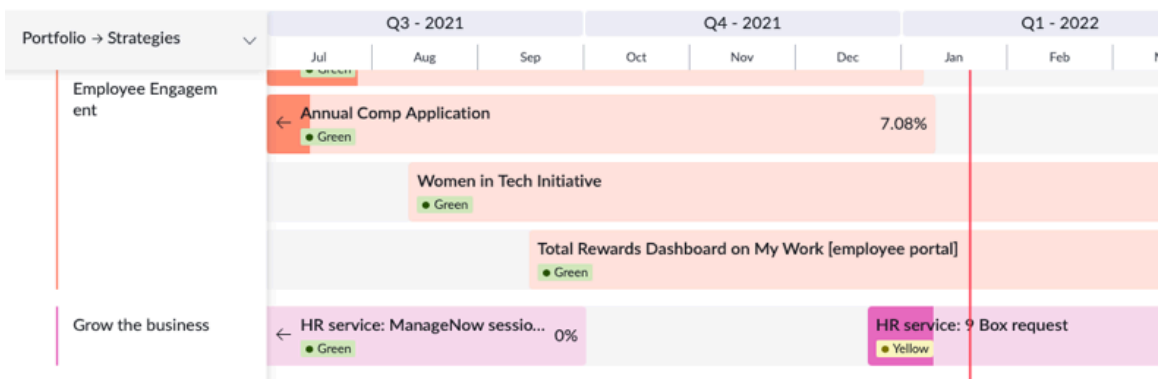 Portfolio → Strategies
Q3 - 2021
Q4 - 2021
Q1 - 2022
Jul
Aug
Sep
Oct
Nov
Dec
Jan
Feb
Green
Employee Engagem
ent
Annual Comp Application
7.08%
Green
Women in Tech Initiative
Green
Total Rewards Dashboard on My Work [employee portal]
Green
Grow the business
HR service: ManageNow sessio...
0%
Green
HR service: 9 Box request
Yellow